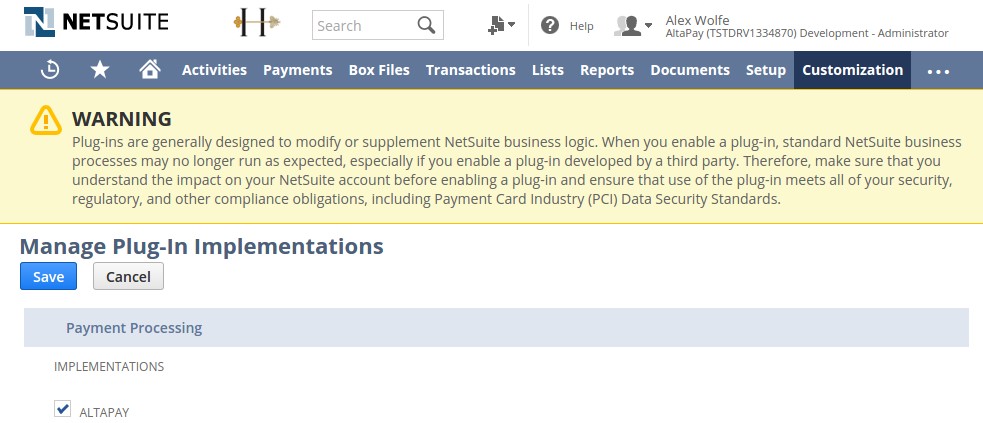 NETSUITE
H
Search
Help
Alex Wolfe
AltaPay (TSTDRV1334870) Development - Administrator
Activities Payments Box Files Transactions Lists Reports Documents Setup Customization
WARNING
Plug-ins are generally designed to modify or supplement NetSuite business logic. When you enable a plug-in, standard NetSuite business
processes may no longer run as expected, especially if you enable a plug-in developed by a third party. Therefore, make sure that you
understand the impact on your NetSuite account before enabling a plug-in and ensure that use of the plug-in meets all of your security,
regulatory, and other compliance obligations, including Payment Card Industry (PCI) Data Security Standards.
Manage Plug-In Implementations
Save Cancel
Payment Processing
IMPLEMENTATIONS
ALTAPAY